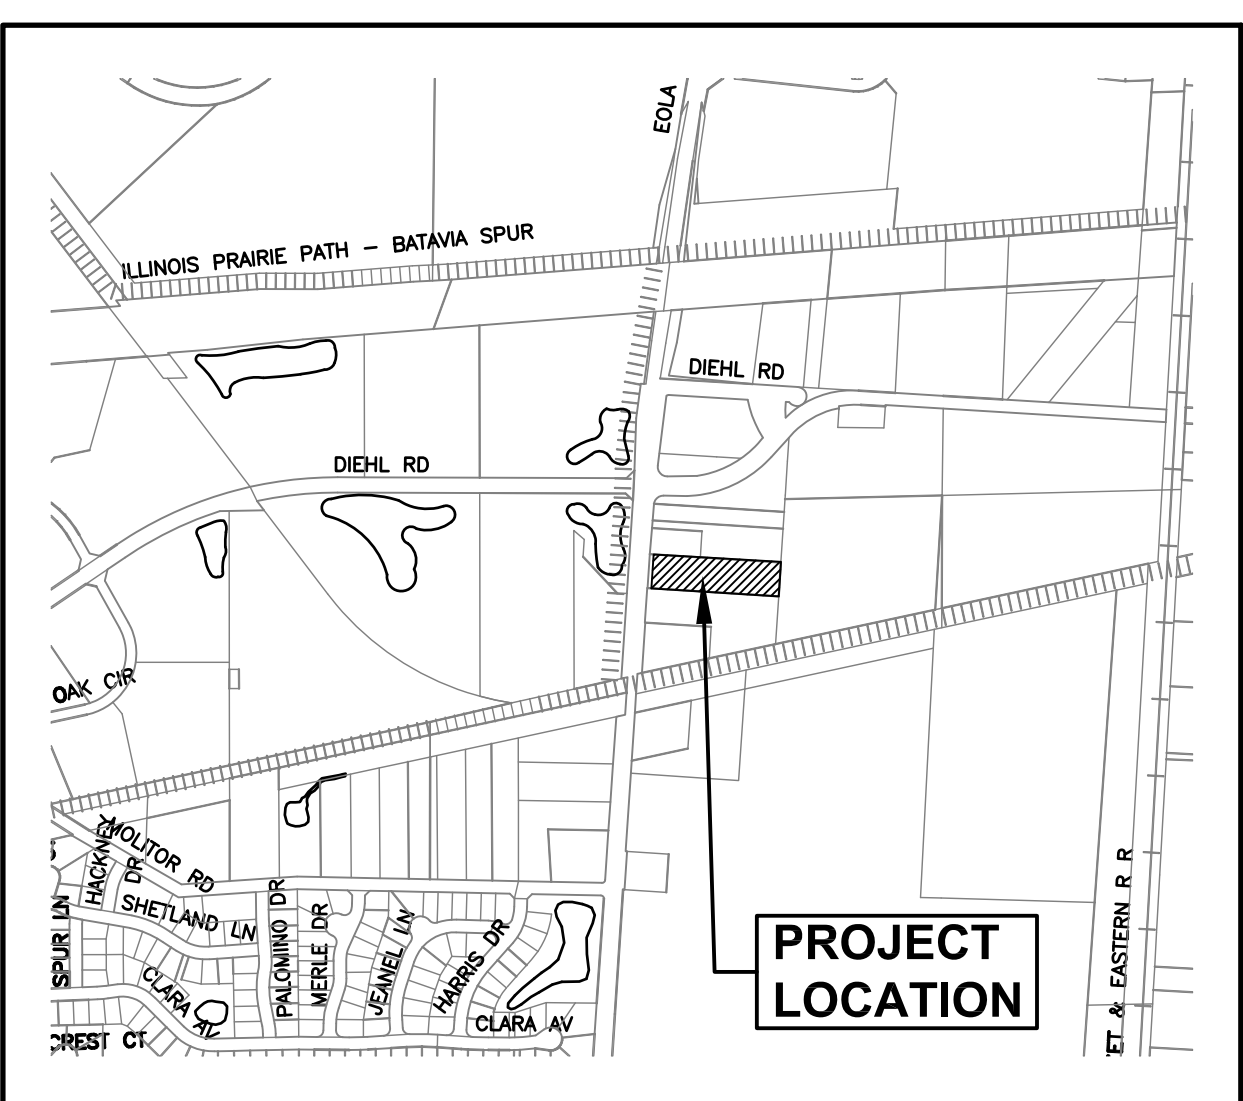 EOLA
ILLINOIS PRAIRIE PATH - BATAVIA SPUR
DIEHL RD
DIEHL RD
OAK CIR
MOLITOR RD
HACKNEY
DR
SHETLAND LN
SPUR LN
PALOMINO DR
MERLE DR
JEANEL LN
HARRIS DR
CLARA AV
CLARA AV
CREST CT
PROJECT
LOCATION
& EASTERN R R